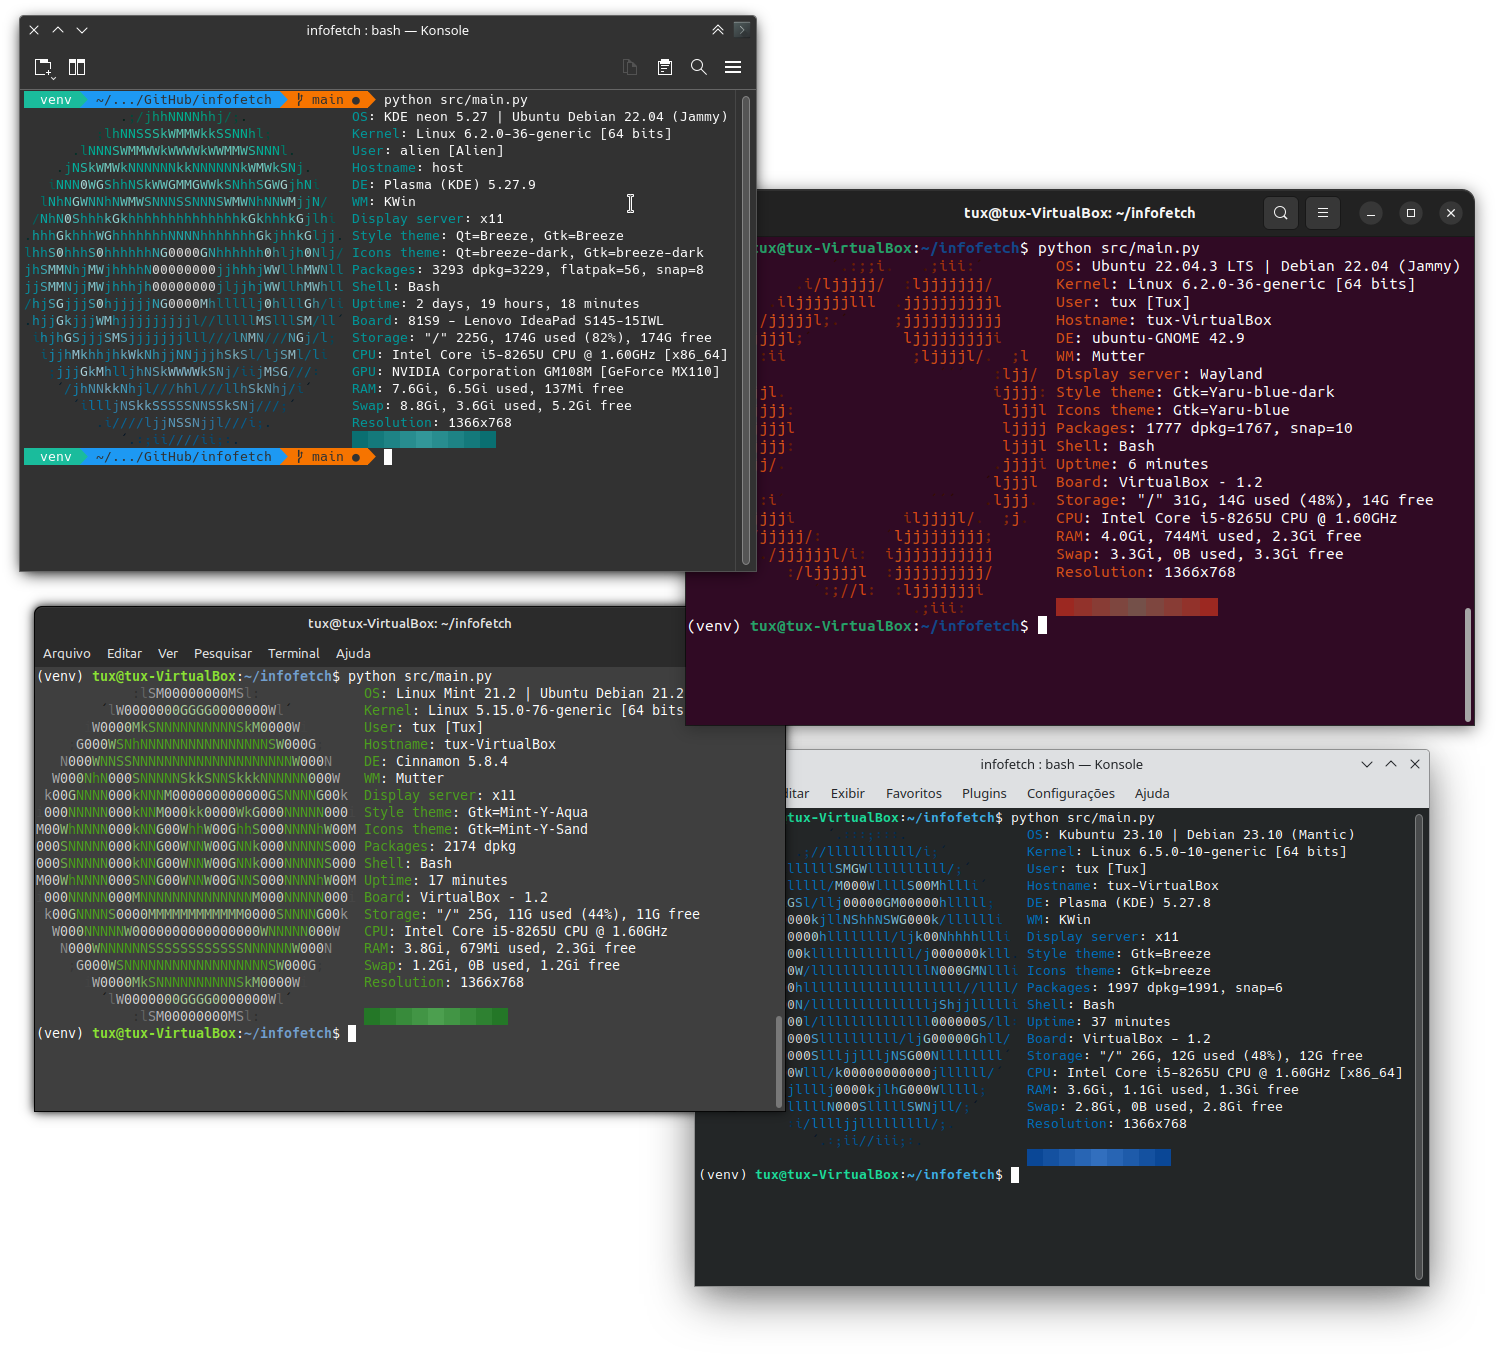 infofetch : bash — Konsole
venv ~/.../GitHub/infofetch main ● python src/main.py
OS: KDE neon 5.27 | Ubuntu Debian 22.04 (Jammy)
Kernel: Linux 6.2.0-36-generic [64 bits]
User: alien [Alien]
Hostname: host
DE: Plasma (KDE) 5.27.9
WM: KWin
Display server: x11
Style theme: Qt=Breeze, Gtk=Breeze
Icons theme: Qt=breeze-dark, Gtk=breeze-dark
Packages: 3293 dpkg=3229, flatpak=56, snap=8
Shell: Bash
Uptime: 2 days, 19 hours, 18 minutes
Board: 81S9 - Lenovo IdeaPad S145-15IWL
Storage: "/" 225G, 174G used (82%), 174G free
CPU: Intel Core i5-8265U CPU @ 1.60GHz [x86_64]
GPU: NVIDIA Corporation GM108M [GeForce MX110]
RAM: 7.6Gi, 6.5Gi used, 137Mi free
Swap: 8.8Gi, 3.6Gi used, 5.2Gi free
Resolution: 1366x768
venv ~/.../GitHub/infofetch main ●
tux@tux-VirtualBox: ~/infofetch
tux@tux-VirtualBox:~/infofetch$ python src/main.py
OS: Ubuntu 22.04.3 LTS | Debian 22.04 (Jammy)
Kernel: Linux 6.2.0-36-generic [64 bits]
User: tux [Tux]
Hostname: tux-VirtualBox
DE: ubuntu-GNOME 42.9
WM: Mutter
Display server: Wayland
Style theme: Gtk=Yaru-blue-dark
Icons theme: Gtk=Yaru-blue
Packages: 1777 dpkg=1767, snap=10
Shell: Bash
Uptime: 6 minutes
Board: VirtualBox - 1.2
Storage: "/" 31G, 14G used (48%), 14G free
CPU: Intel Core i5-8265U CPU @ 1.60GHz
RAM: 4.0Gi, 744Mi used, 2.3Gi free
Swap: 3.3Gi, 0B used, 3.3Gi free
Resolution: 1366x768
(venv) tux@tux-VirtualBox:~/infofetch$
tux@tux-VirtualBox: ~/infofetch
Arquivo Editar Ver Pesquisar Terminal Ajuda
(venv) tux@tux-VirtualBox:~/infofetch$ python src/main.py
OS: Linux Mint 21.2 | Ubuntu Debian 21.2
Kernel: Linux 5.15.0-76-generic [64 bits
User: tux [Tux]
Hostname: tux-VirtualBox
DE: Cinnamon 5.8.4
WM: Mutter
Display server: x11
Style theme: Gtk=Mint-Y-Aqua
Icons theme: Gtk=Mint-Y-Sand
Packages: 2174 dpkg
Shell: Bash
Uptime: 17 minutes
Board: VirtualBox - 1.2
Storage: "/" 25G, 11G used (44%), 11G free
CPU: Intel Core i5-8265U CPU @ 1.60GHz
RAM: 3.8Gi, 679Mi used, 2.3Gi free
Swap: 1.2Gi, 0B used, 1.2Gi free
Resolution: 1366x768
(venv) tux@tux-VirtualBox:~/infofetch$
infofetch : bash — Konsole
itar Exibir Favoritos Plugins Configurações Ajuda
tux@tux-VirtualBox:~/infofetch$ python src/main.py
OS: Kubuntu 23.10 | Debian 23.10 (Mantic)
Kernel: Linux 6.5.0-10-generic [64 bits]
User: tux [Tux]
Hostname: tux-VirtualBox
DE: Plasma (KDE) 5.27.8
WM: KWin
Display server: x11
Style theme: Gtk=Breeze
Icons theme: Gtk=breeze
Packages: 1997 dpkg=1991, snap=6
Shell: Bash
Uptime: 37 minutes
Board: VirtualBox - 1.2
Storage: "/" 26G, 12G used (48%), 12G free
CPU: Intel Core i5-8265U CPU @ 1.60GHz [x86_64]
RAM: 3.6Gi, 1.1Gi used, 1.3Gi free
Swap: 2.8Gi, 0B used, 2.8Gi free
Resolution: 1366x768
(venv) tux@tux-VirtualBox:~/infofetch$